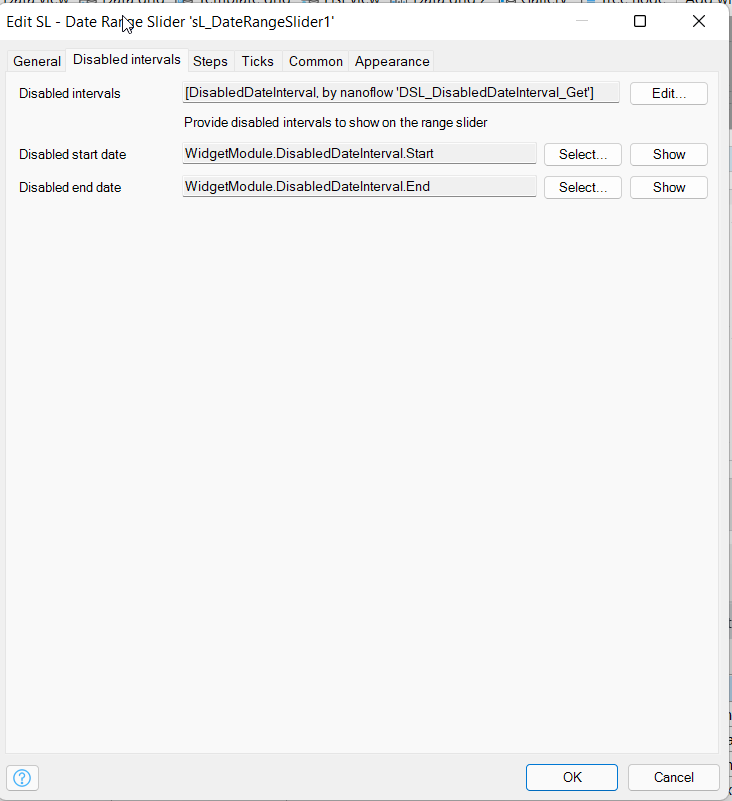 Edit SL - Date Range Slider 'sL_DateRangeSlider1'
General Disabled intervals Steps Ticks Common Appearance
Disabled intervals [DisabledDateInterval, by nanoflow 'DSL_DisabledDateInterval_Get'] Edit...
Provide disabled intervals to show on the range slider
Disabled start date WidgetModule.DisabledDateInterval.Start Select... Show
Disabled end date WidgetModule.DisabledDateInterval.End Select... Show
? OK Cancel